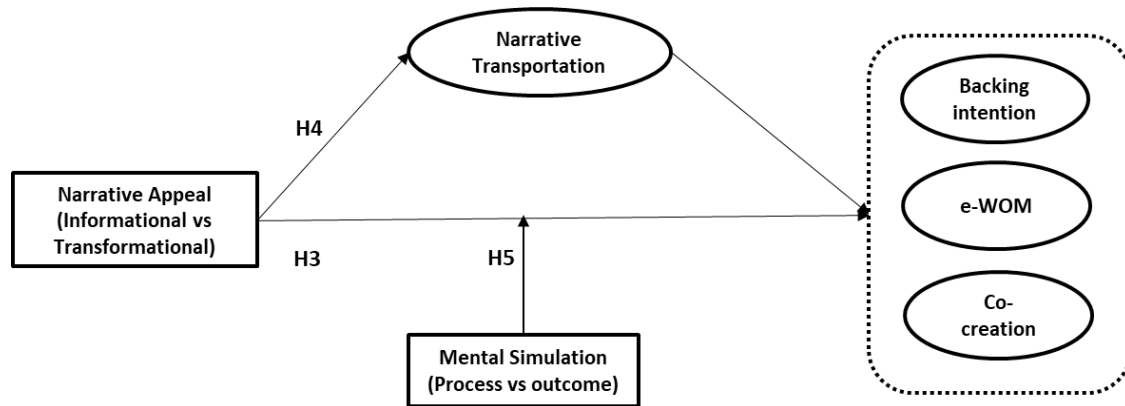 Narrative
Transportation
Backing
intention
H4
Narrative Appeal
(Informational vs
Transformational)
e-WOM
H3
H5
Co-
creation
Mental Simulation
(Process vs outcome)